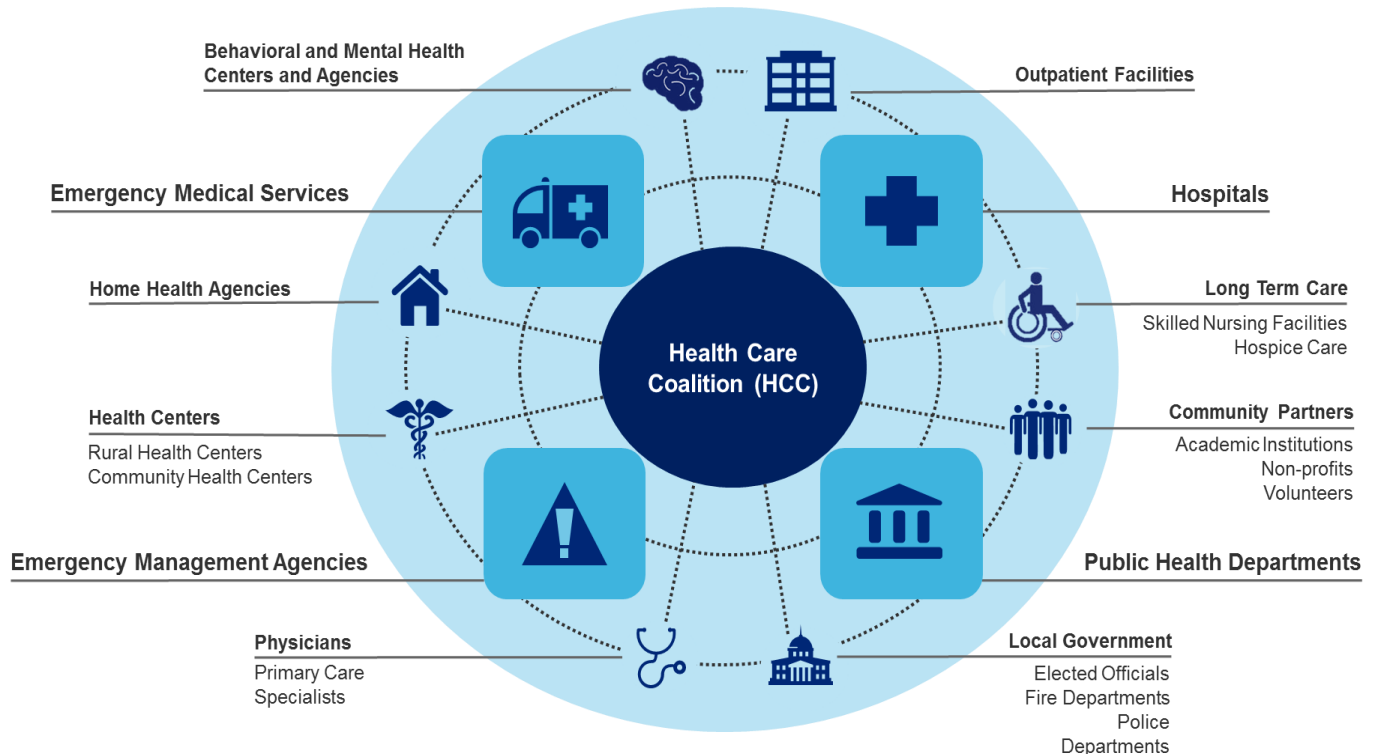 Behavioral and Mental Health
Centers and Agencies
Outpatient Facilities
Emergency Medical Services
Hospitals
Home Health Agencies
Long Term Care
Skilled Nursing Facilities
Hospice Care
Health Care
Coalition (HCC)
Health Centers
Rural Health Centers
Community Health Centers
Community Partners
Academic Institutions
Non-profits
Volunteers
Emergency Management Agencies
Public Health Departments
Physicians
Primary Care
Specialists
Local Government
Elected Officials
Fire Departments
Police
Departments